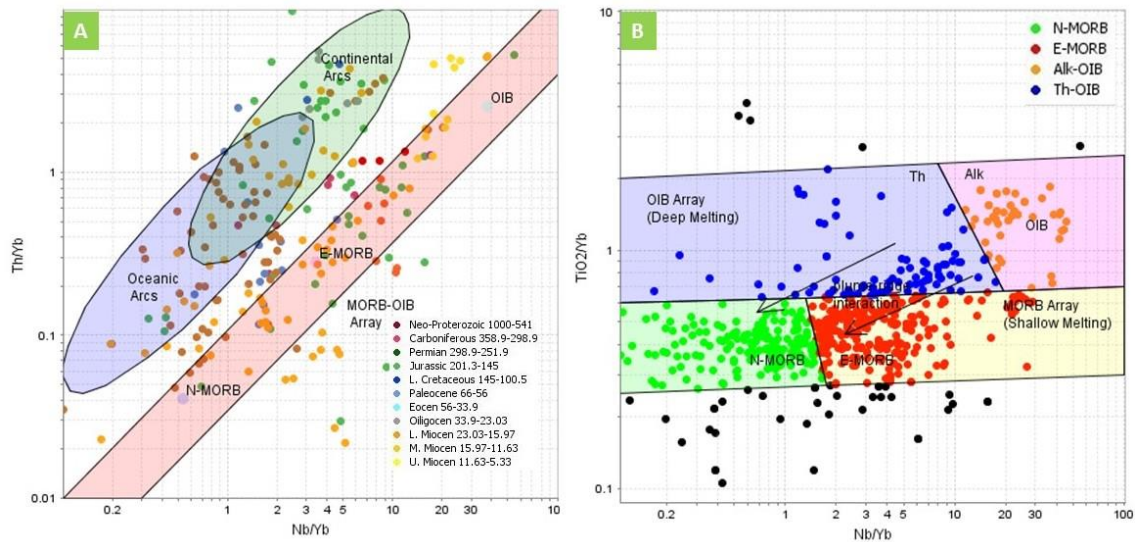 A
Continental
Arcs
OIB
Oceanic
Arcs
E-MORB
MORB-OIB
Array
N-MORB
Neo-Proterozoic 1000-541
Carboniferous 358.9-298.9
Permian 298.9-251.9
Jurassic 201.3-145
L. Cretaceous 145-100.5
Paleocene 66-56
Eocen 56-33.9
Oiligocen 33.9-23.03
L. Miocen 23.03-15.97
M. Miocen 15.97-11.63
U. Miocen 11.63-5.33
Th/Yb
1
0.1
0.01
0.2
1
2
3
4
5
10
20
100
Nb/Yb
B
N-MORB
E-MORB
Alk-OIB
Th-OIB
Th
Alk
OIB Array
(Deep Melting)
OIB
plume-ridge
interaction
MORB Array
(Shallow Melting)
N-MORB
E-MORB
TiO2/Yb
10
1
0.1
0.2
1
2
3
4
5
10
20
100
Nb/Yb